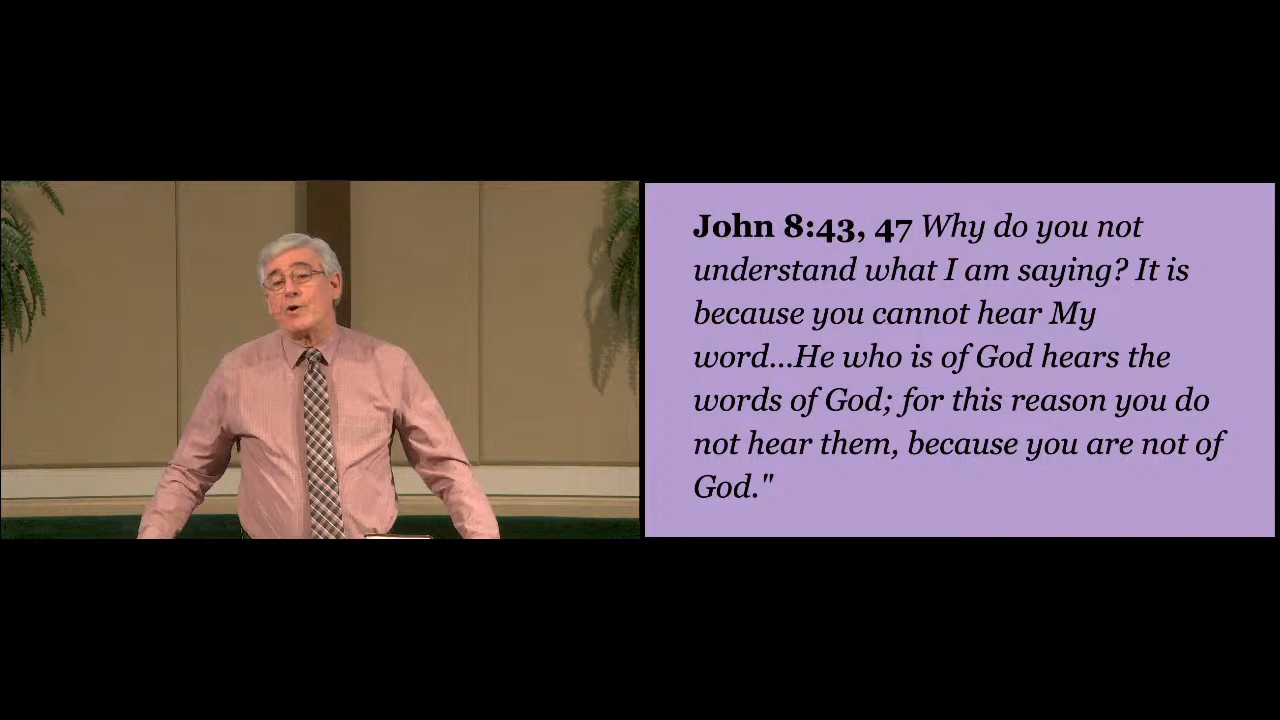 John 8:43, 47 Why do you not
understand what I am saying? It is
because you cannot hear My
word...He who is of God hears the
words of God; for this reason you do
not hear them, because you are not of
God."